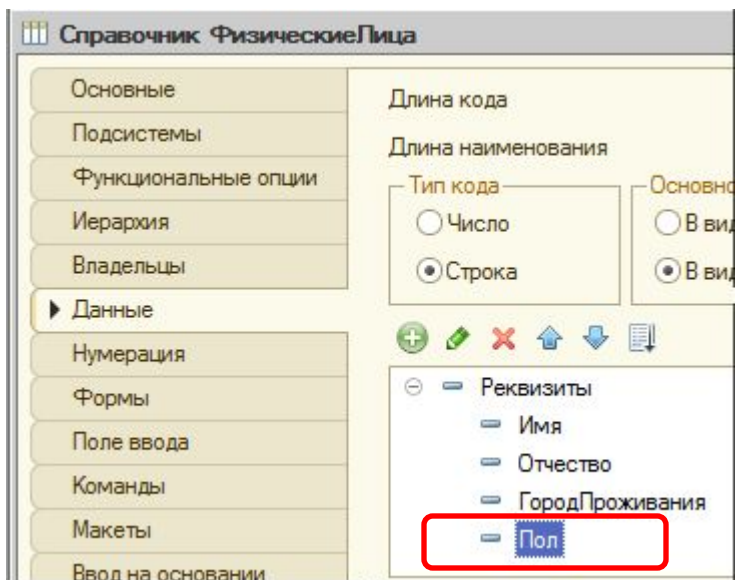 Справочник ФизическиеЛица
Основные
Подсистемы
Функциональные опции
Иерархия
Владельцы
Данные
Нумерация
Формы
Поле ввода
Команды
Макеты
Ввод на основании
Длина кода
Длина наименования
Тип кода
Число
Строка
В
В
Реквизиты
Имя
Отчество
ГородПроживания
Пол